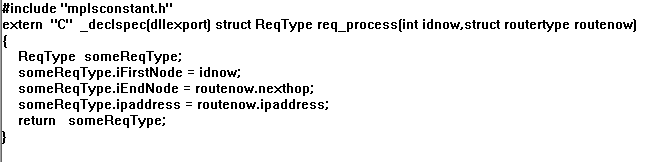 #include "mplsconstant.h"
extern "C" _declspec(dllexport) struct ReqType req_process(int idnow,struct routertype routenow)
{
ReqType someReqType;
someReqType.iFirstNode = idnow;
someReqType.iEndNode = routenow.nexthop;
someReqType.ipaddress = routenow.ipaddress;
return someReqType;
}